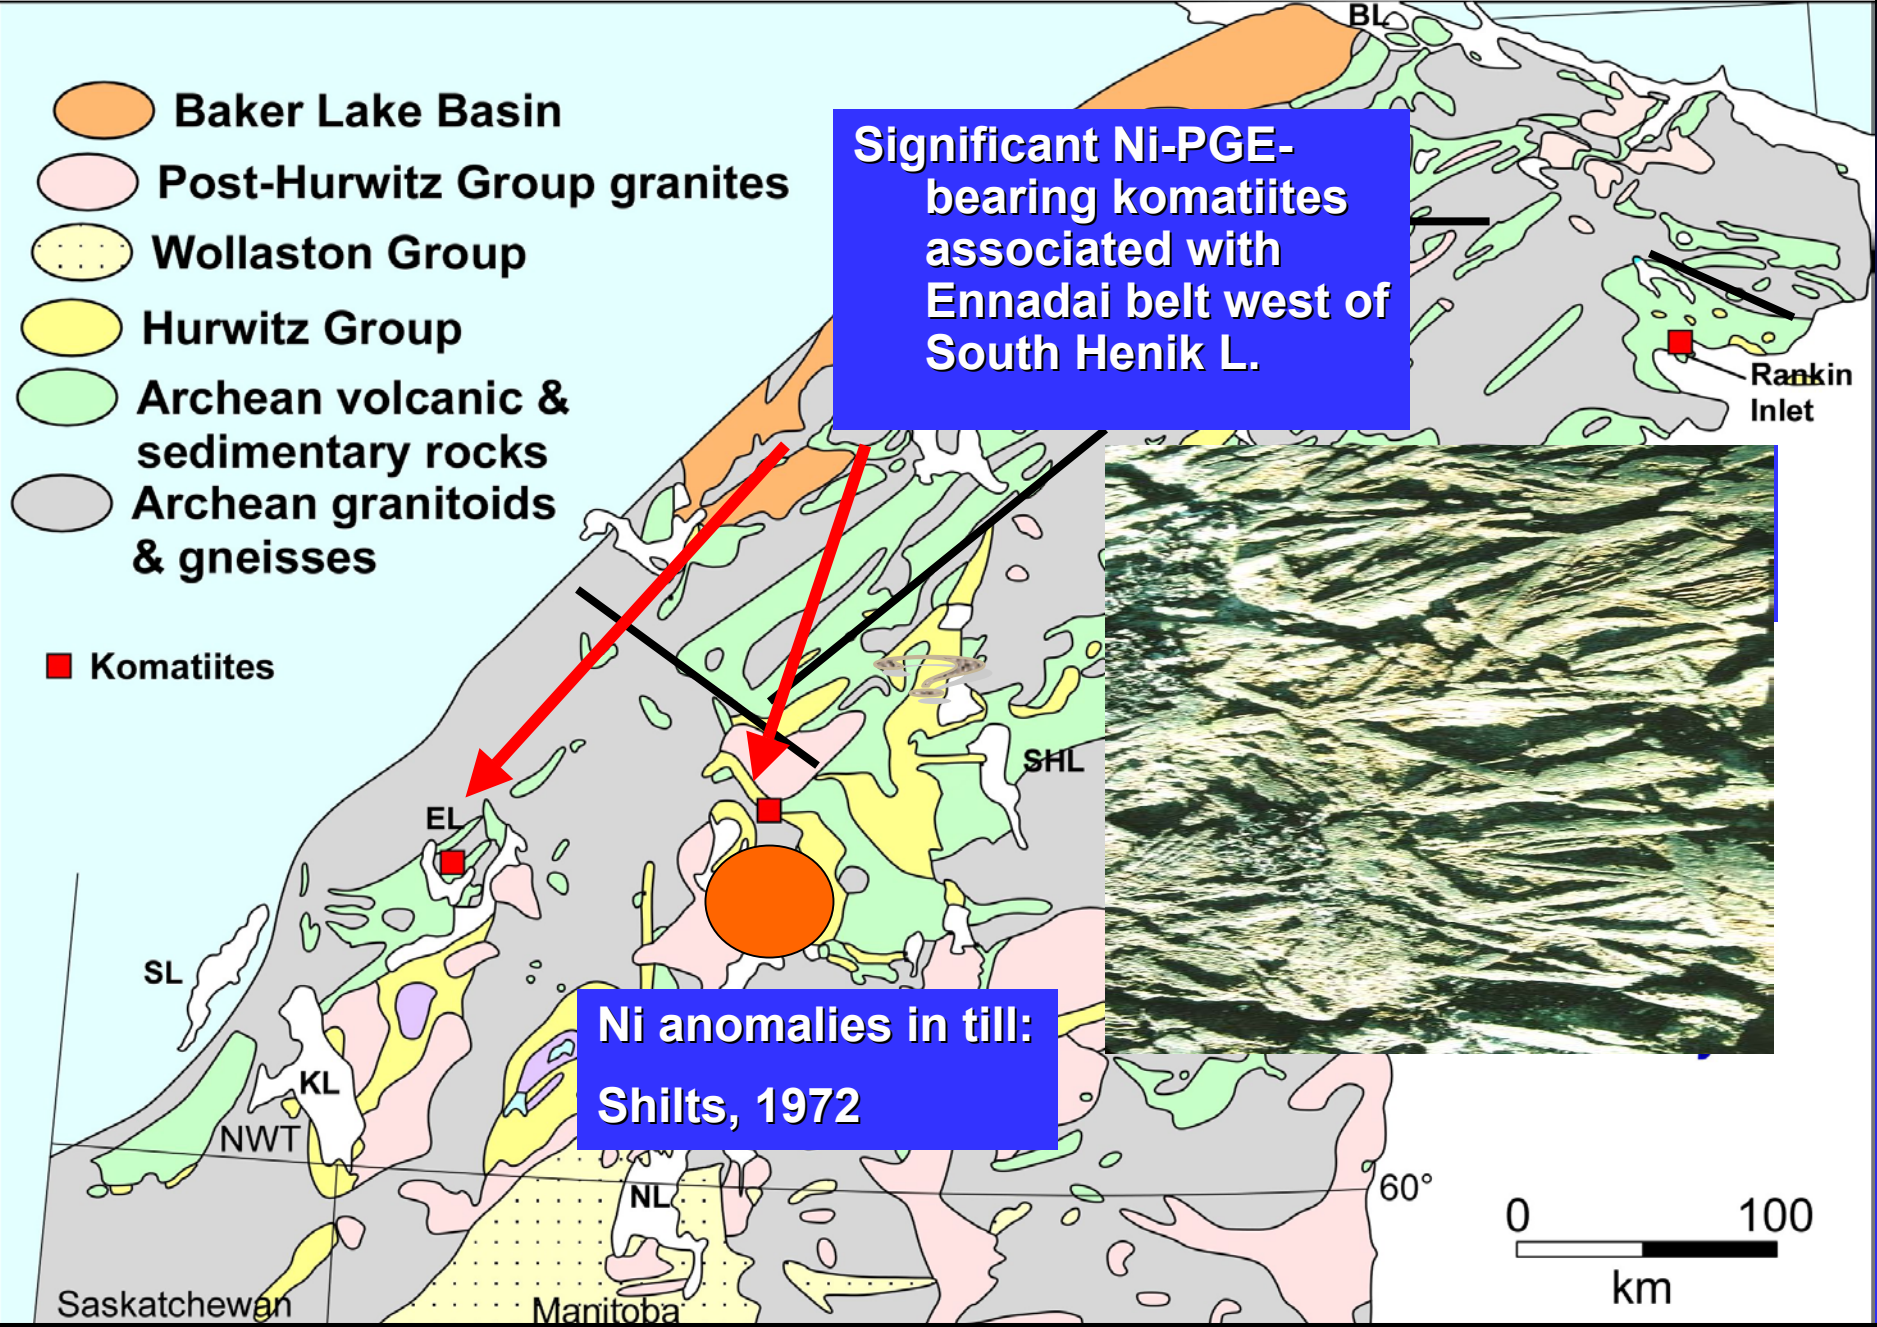 BL
Baker Lake Basin
Post-Hurwitz Group granites
Wollaston Group
Hurwitz Group
Archean volcanic &
sedimentary rocks
Archean granitoids
& gneisses
Komatiites
Significant Ni-PGE-
bearing komatiites
associated with
Ennadai belt west of
South Henik L.
Rankin
Inlet
SHL
EL
SL
KL
NWT
Ni anomalies in till:
Shilts, 1972
NL
60°
0 100
km
Saskatchewan
Manitoba